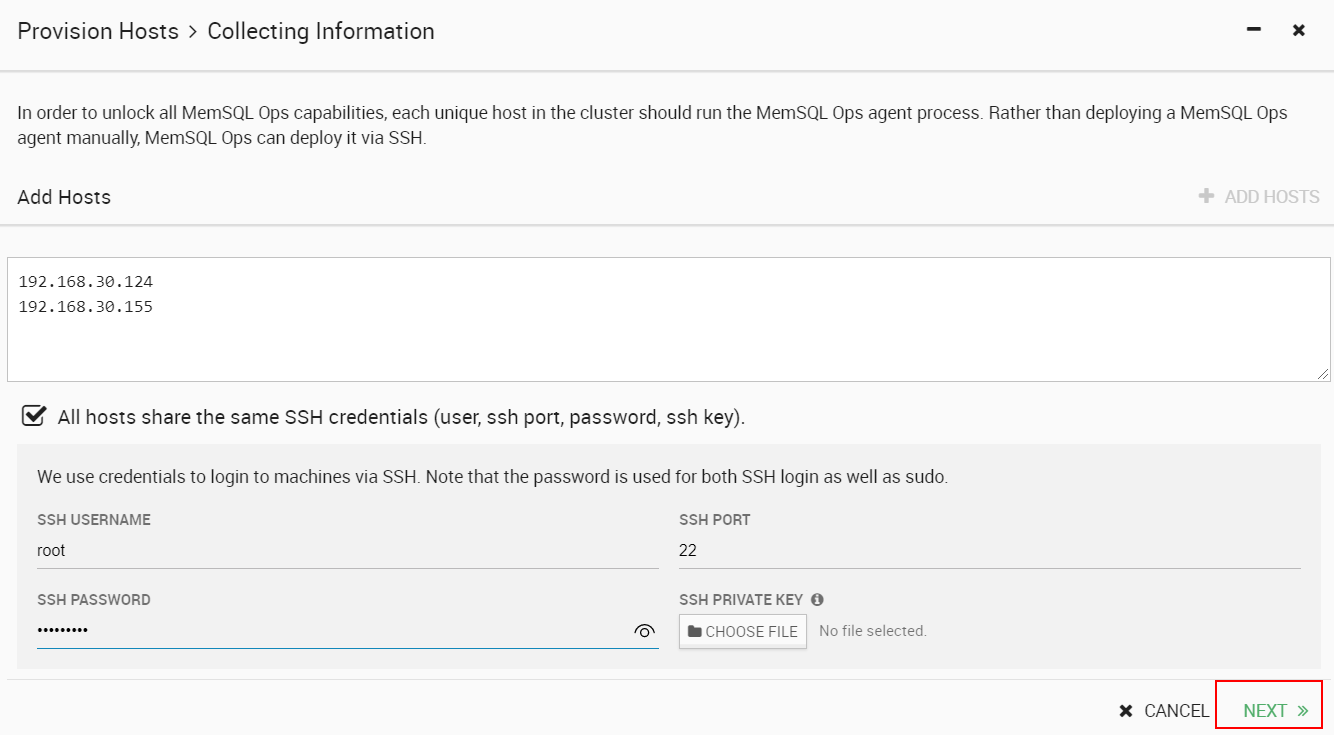 Provision Hosts > Collecting Information
In order to unlock all MemSQL Ops capabilities, each unique host in the cluster should run the MemSQL Ops agent process. Rather than deploying a MemSQL Ops
agent manually, MemSQL Ops can deploy it via SSH.
Add Hosts
ADD HOSTS
192.168.30.124
192.168.30.155
All hosts share the same SSH credentials (user, ssh port, password, ssh key).
We use credentials to login to machines via SSH. Note that the password is used for both SSH login as well as sudo.
SSH USERNAME
SSH PORT
root
22
SSH PASSWORD
SSH PRIVATE KEY
•••••••••
CHOOSE FILE
No file selected.
CANCEL
NEXT »